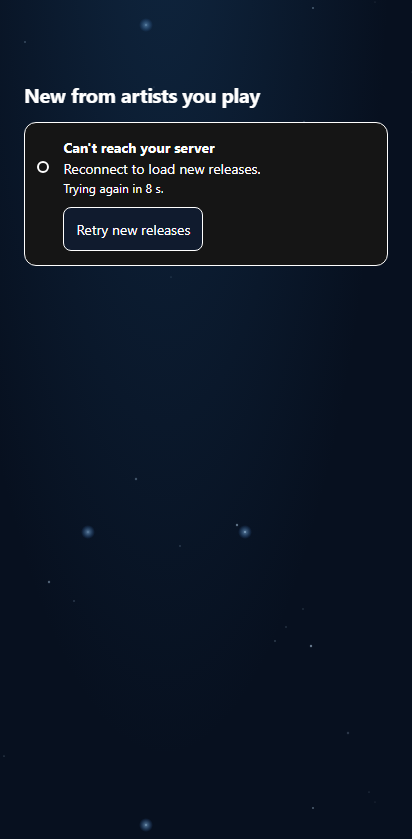 New from artists you play
Can't reach your server
Reconnect to load new releases.
Trying again in 8 s.
Retry new releases